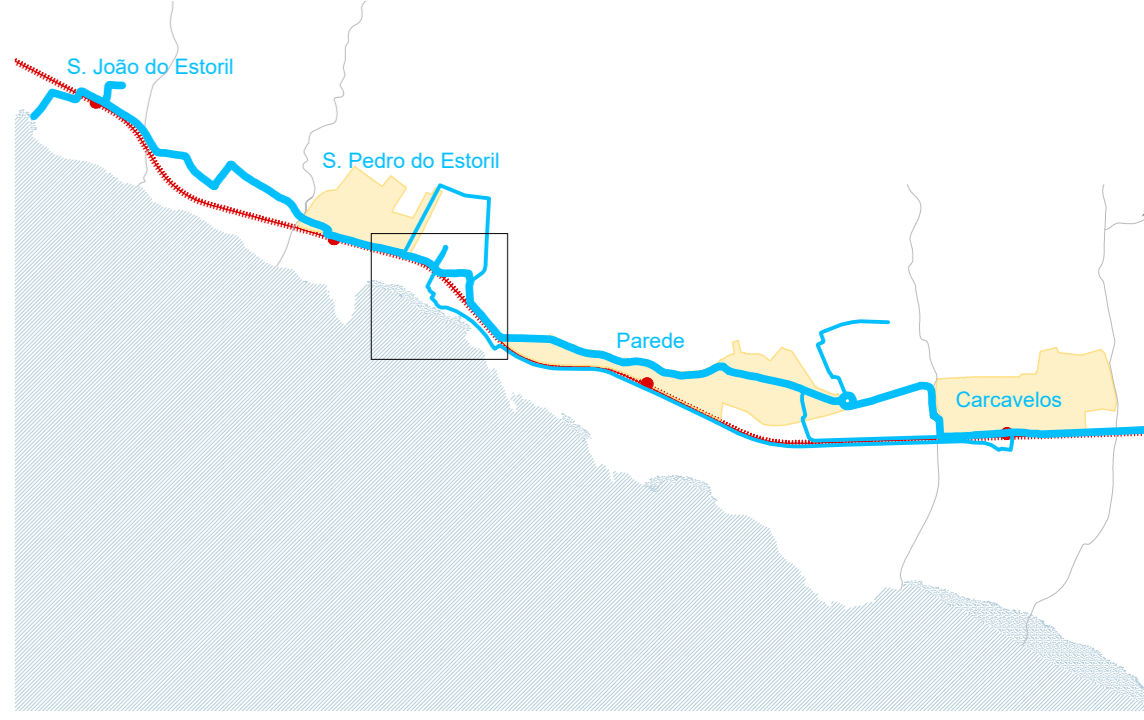 S. João do Estoril
S. Pedro do Estoril
Parede
Carcavelos